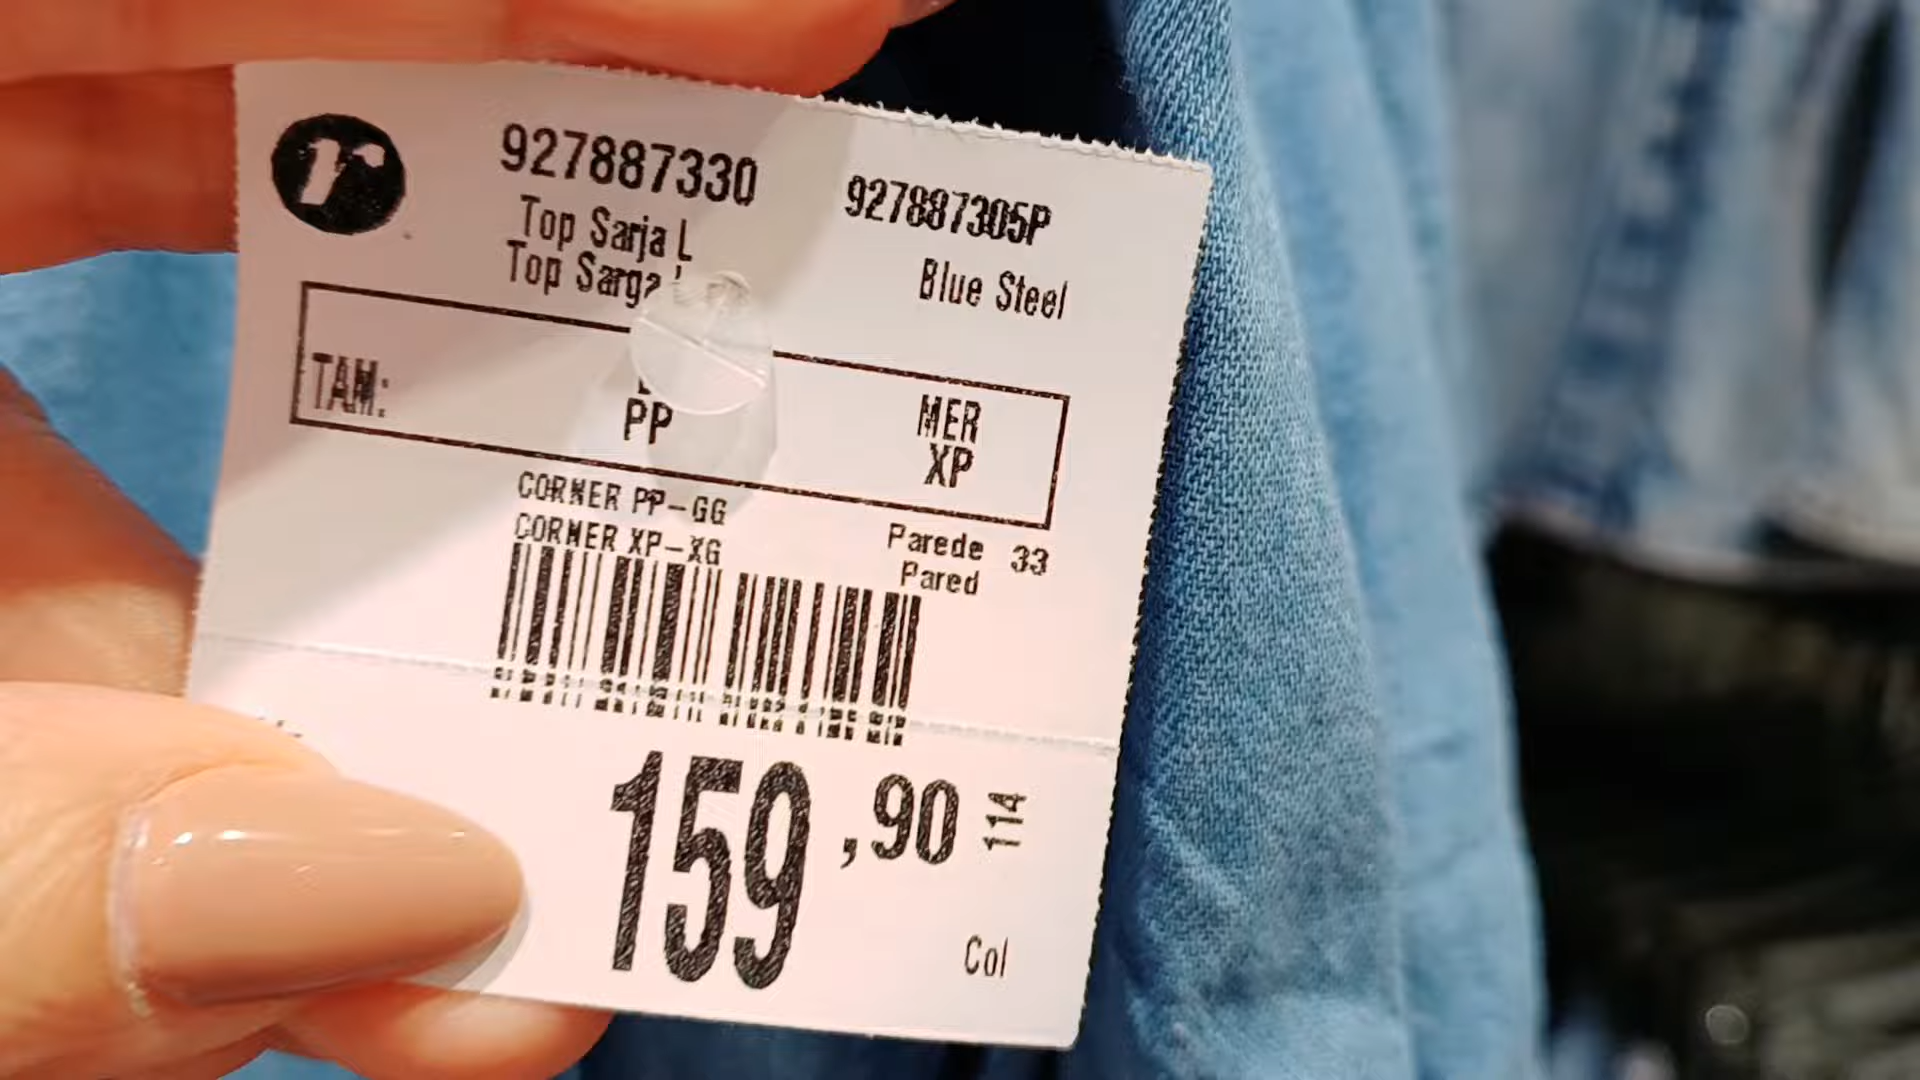 r
927887330
927887305P
Top Sarja L
Top Sarga
Blue Steel
TAM:
PP
MER
XP
CORNER PP-GG
CORNER XP-XG
Parede 33
Pared
159,90
114
Col